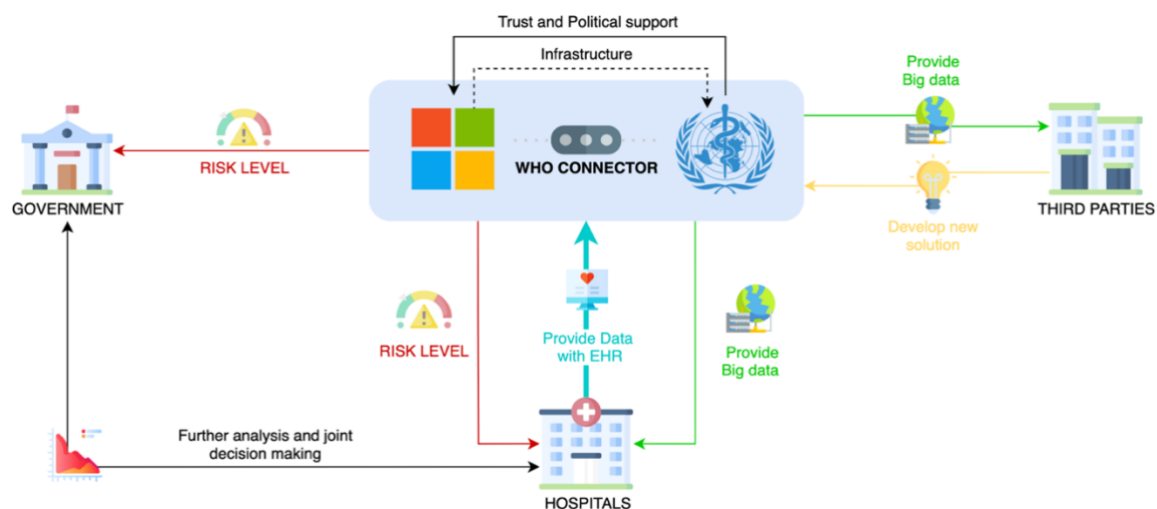 Trust and Political support
Infrastructure
Provide
Big data
RISK LEVEL
WHO CONNECTOR
GOVERNMENT
THIRD PARTIES
Develop new
solution
RISK LEVEL
Provide Data
with EHR
Provide
Big data
Further analysis and joint
decision making
HOSPITALS